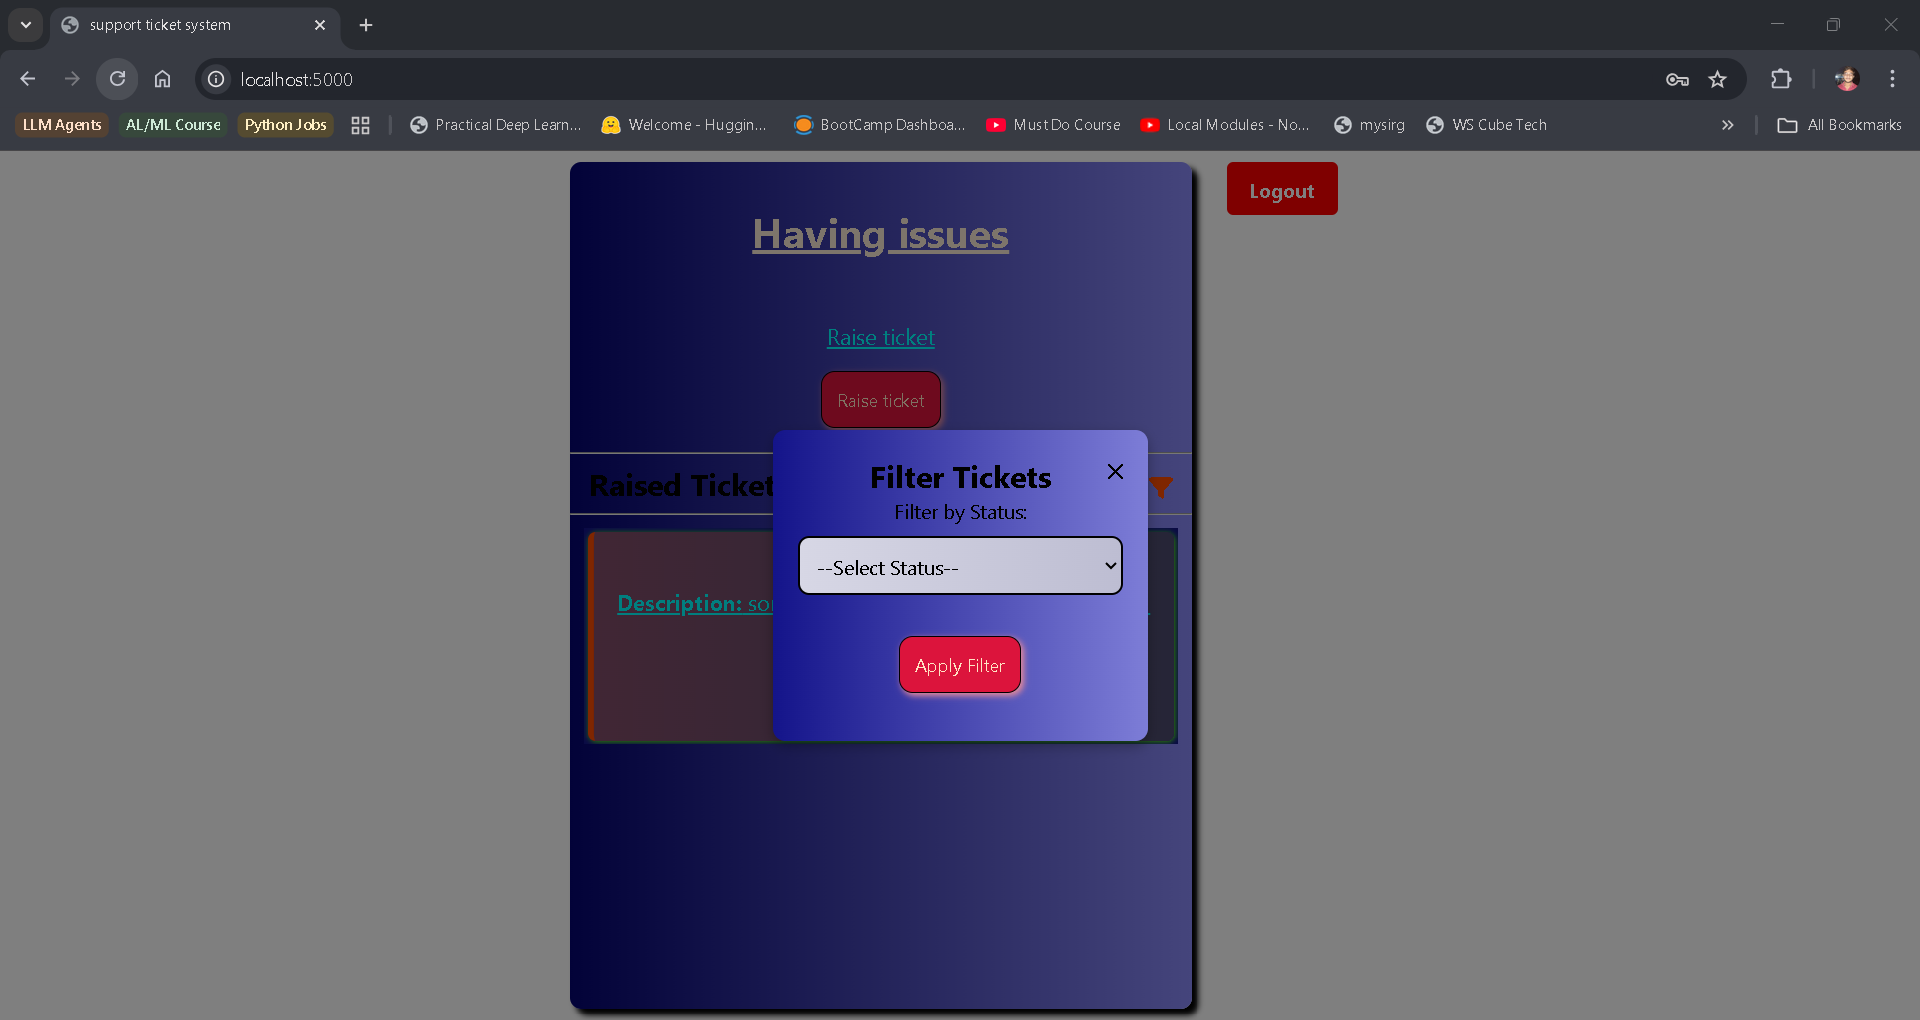 support ticket system
localhost:5000
LLM Agents AL/ML Course Python Jobs Practical Deep Learn... Welcome - Huggin... BootCamp Dashboa... Must Do Course Local Modules - No... mysirg WS Cube Tech All Bookmarks
Logout
Having issues
Raise ticket
Raise ticket
Raised Ticket
Filter Tickets
Filter by Status:
--Select Status--
Description:
Apply Filter